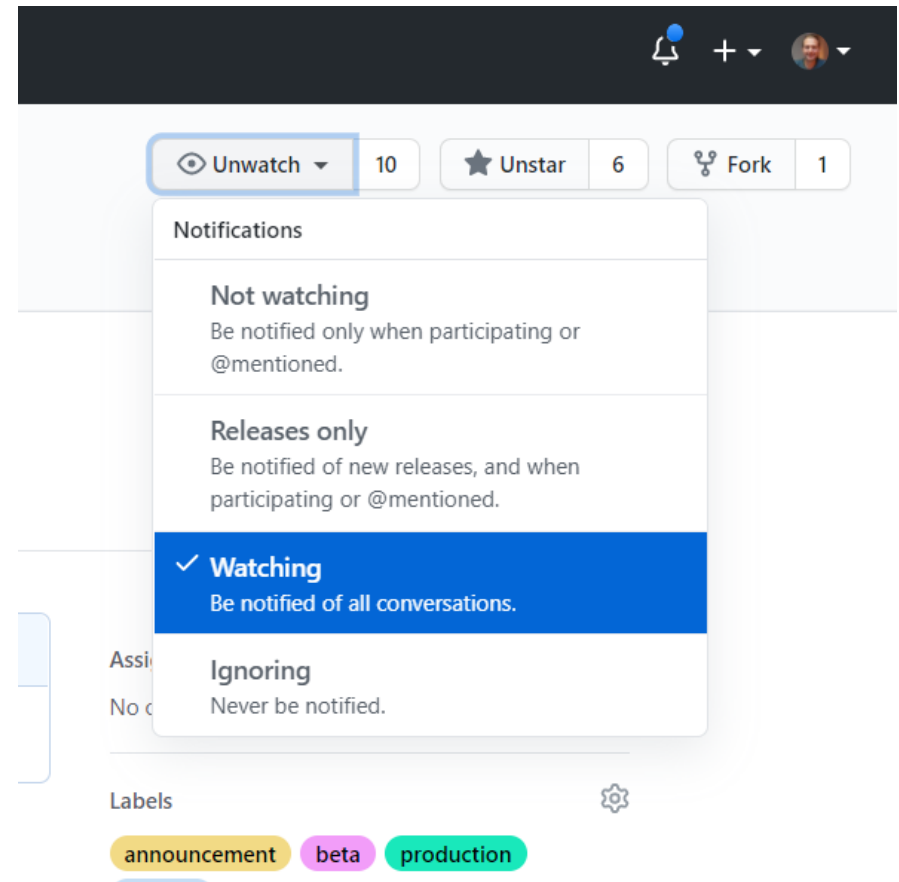 Unwatch 10 Unstar 6 Fork 1
Notifications
Not watching
Be notified only when participating or
@mentioned.
Releases only
Be notified of new releases, and when
participating or @mentioned.
Watching
Be notified of all conversations.
Ignoring
Never be notified.
No
Labels
announcement beta production